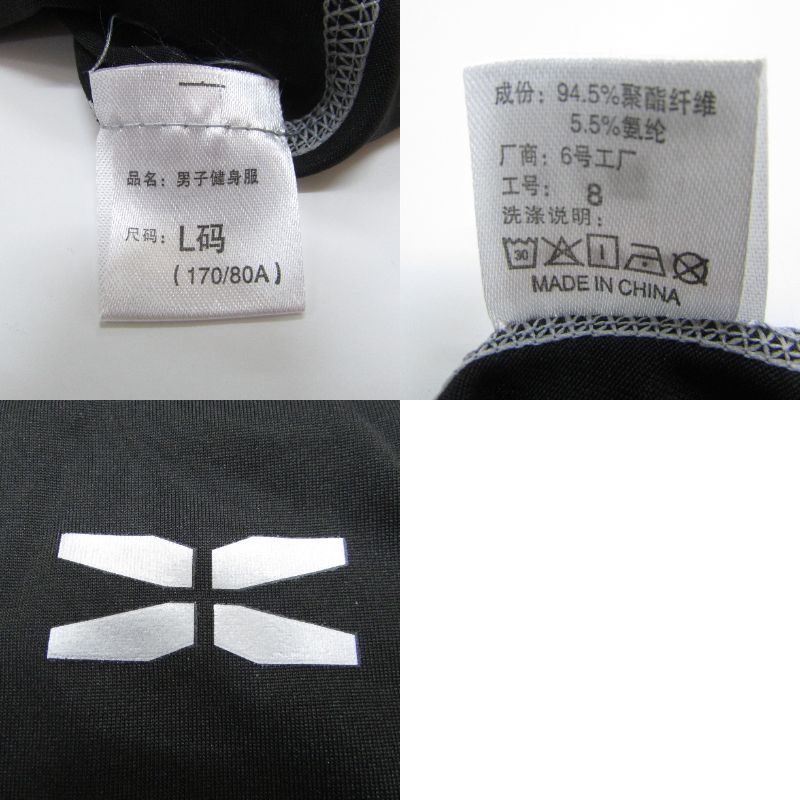 品名：男子健身服
尺码：L码
（170/80A）
成份：94.5%聚酯纤维
5.5%氨纶
厂商：6号工厂
工号：8
洗涤说明：
30
MADE IN CHINA